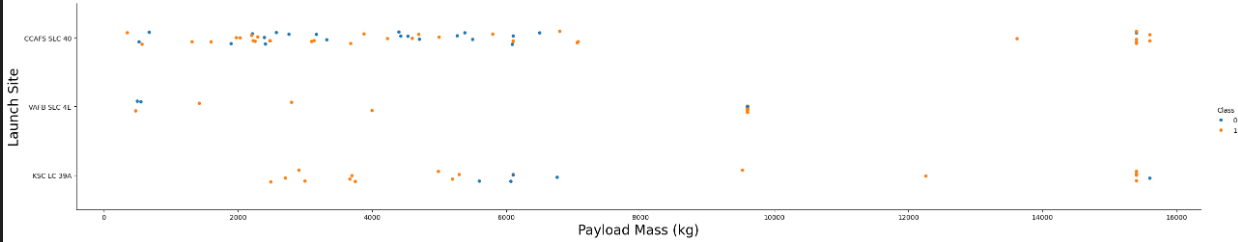 Launch Site
CCAFS SLC 40
VAFB SLC 4E
KSC LC 39A
Class
0
1
0 2000 4000 6000 8000 10000 12000 14000 16000
Payload Mass (kg)